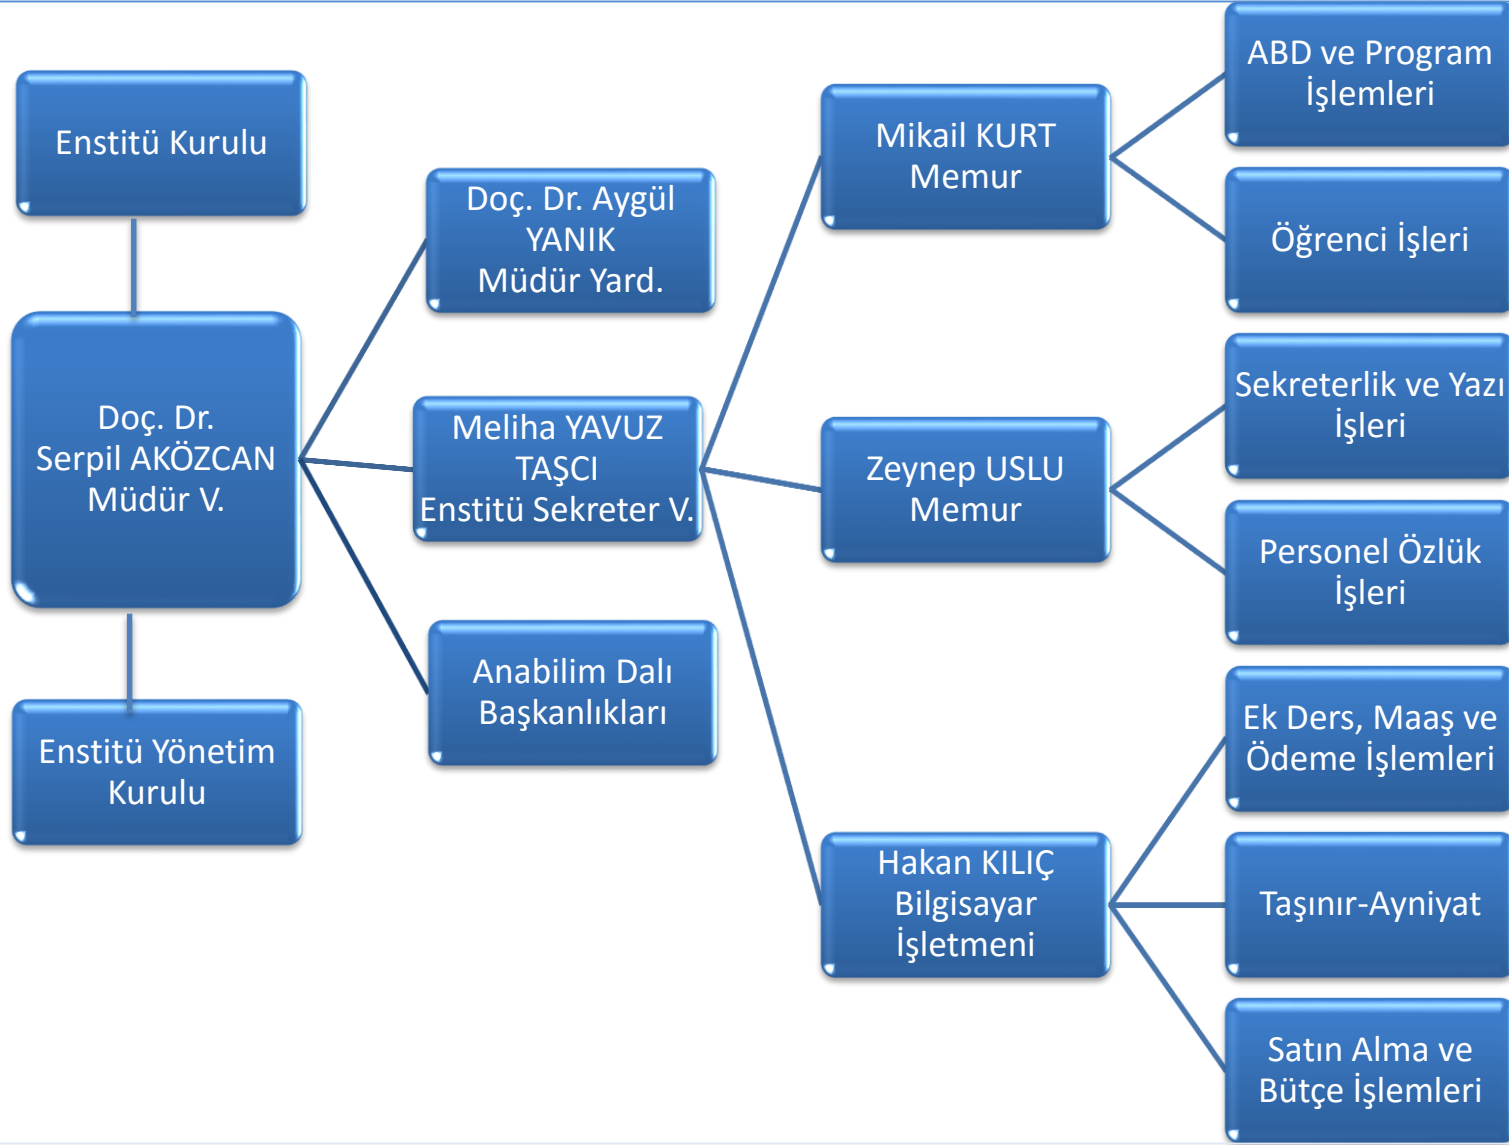 Enstitü Kurulu
Doç. Dr.
Serpil AKÖZCAN
Müdür V.
Enstitü Yönetim
Kurulu
Doç. Dr. Aygül
YANIK
Müdür Yard.
Meliha YAVUZ
TAŞCI
Enstitü Sekreter V.
Anabilim Dalı
Başkanlıkları
Mikail KURT
Memur
Zeynep USLU
Memur
Hakan KILIÇ
Bilgisayar
İşletmeni
ABD ve Program
İşlemleri
Öğrenci İşleri
Sekreterlik ve Yazı
İşleri
Personel Özlük
İşleri
Ek Ders, Maaş ve
Ödeme İşlemleri
Taşınır-Ayniyat
Satın Alma ve
Bütçe İşlemleri